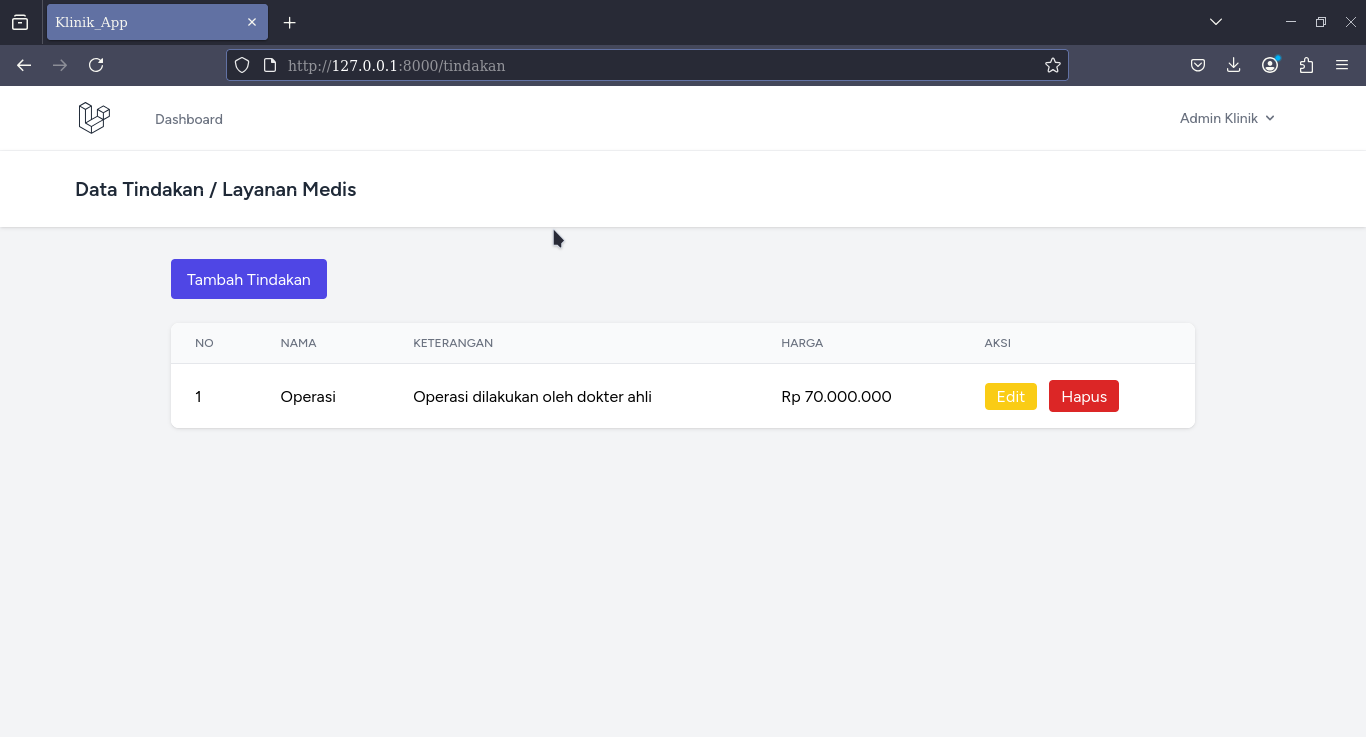 Klinik_App
http://127.0.0.1:8000/tindakan
Dashboard
Admin Klinik
Data Tindakan / Layanan Medis
Tambah Tindakan
NO NAMA KETERANGAN HARGA AKSI
1 Operasi Operasi dilakukan oleh dokter ahli Rp 70.000.000 Edit Hapus